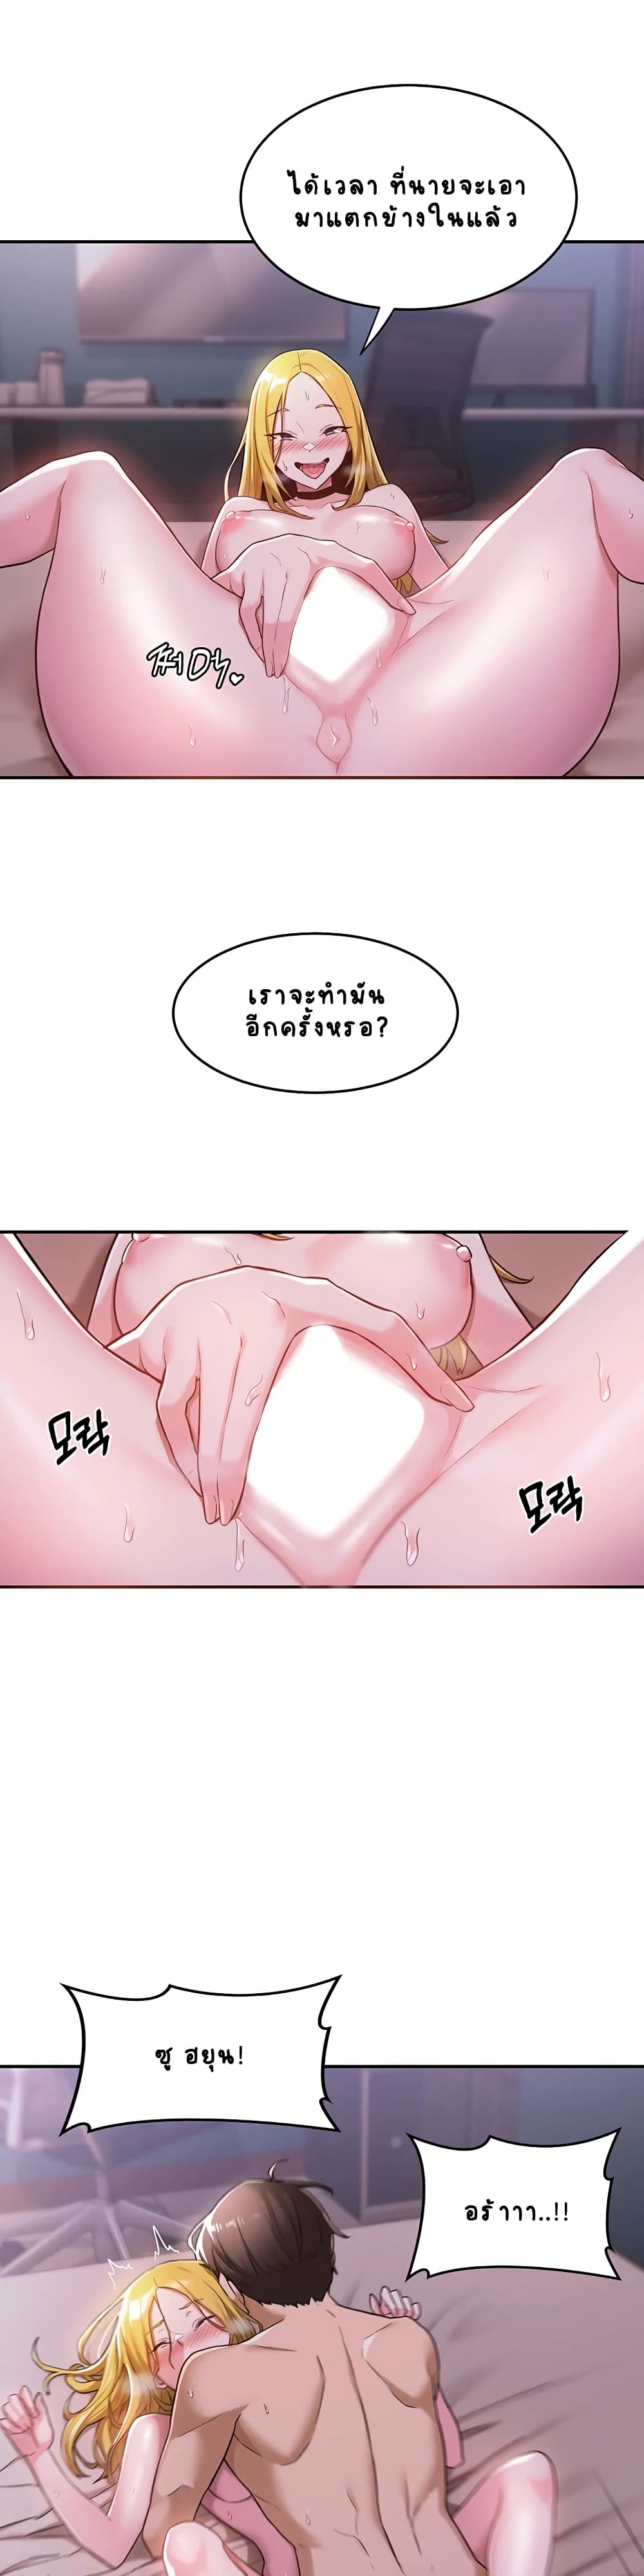 ได้เวลา ที่นายจะเอา
มาแตกข้างในแล้ว
เราจะทำมัน
อีกครั้งหรอ?
모락
모락
ซู ฮยุน!
อร้าาา..!!